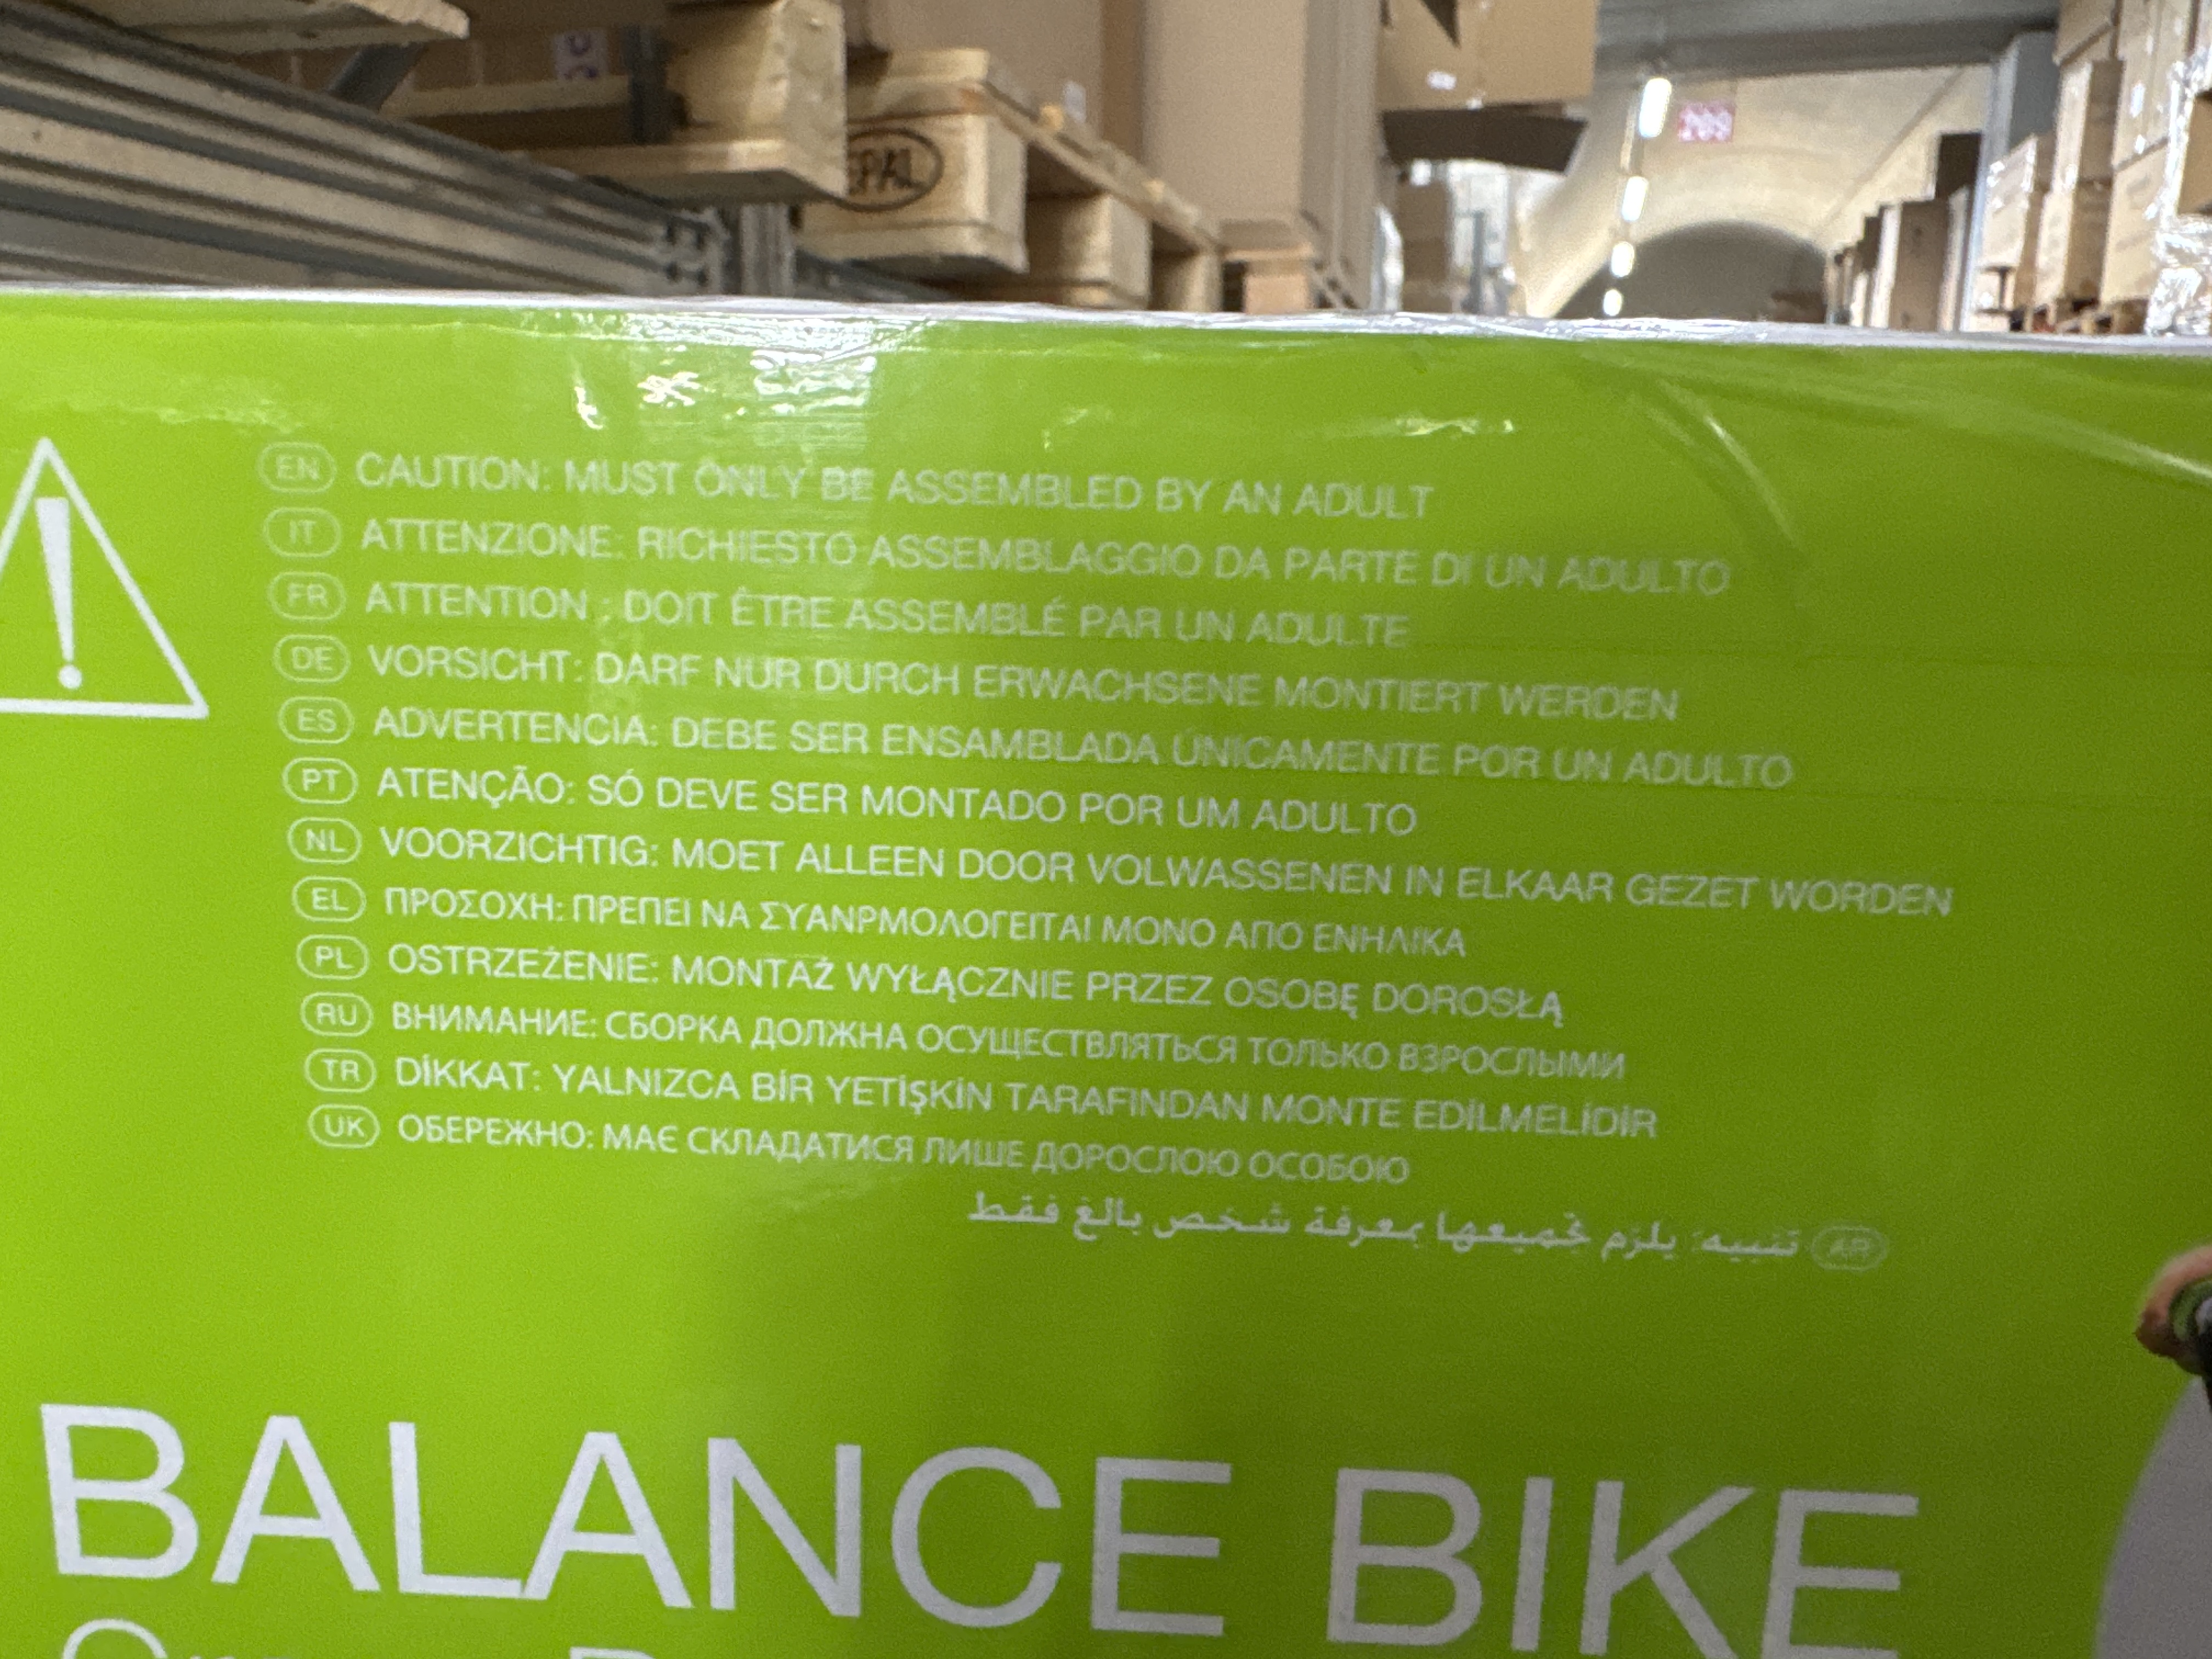 EPAL
EN CAUTION: MUST ONLY BE ASSEMBLED BY AN ADULT
IT ATTENZIONE: RICHIESTO ASSEMBLAGGIO DA PARTE DI UN ADULTO
FR ATTENTION : DOIT ÊTRE ASSEMBLÉ PAR UN ADULTE
DE VORSICHT: DARF NUR DURCH ERWACHSENE MONTIERT WERDEN
ES ADVERTENCIA: DEBE SER ENSAMBLADA ÚNICAMENTE POR UN ADULTO
PT ATENÇÃO: SÓ DEVE SER MONTADO POR UM ADULTO
NL VOORZICHTIG: MOET ALLEEN DOOR VOLWASSENEN IN ELKAAR GEZET WORDEN
EL ΠΡΟΣΟΧΗ: ΠΡΕΠΕΙ ΝΑ ΣΥΑΝΡΜΟΛΟΓΕΙΤΑΙ ΜΟΝΟ ΑΠΟ ΕΝΗΛΙΚΑ
PL OSTRZEŻENIE: MONTAŻ WYŁĄCZNIE PRZEZ OSOBĘ DOROSŁĄ
RU ВНИМАНИЕ: СБОРКА ДОЛЖНА ОСУЩЕСТВЛЯТЬСЯ ТОЛЬКО ВЗРОСЛЫМИ
TR DİKKAT: YALNIZCA BİR YETİŞKİN TARAFINDAN MONTE EDİLMELİDİR
UK ОБЕРЕЖНО: МАЄ СКЛАДАТИСЯ ЛИШЕ ДОРОСЛОЮ ОСОБОЮ
AR تنبيه: يلزم تجميعها بمعرفة شخص بالغ فقط
BALANCE BIKE